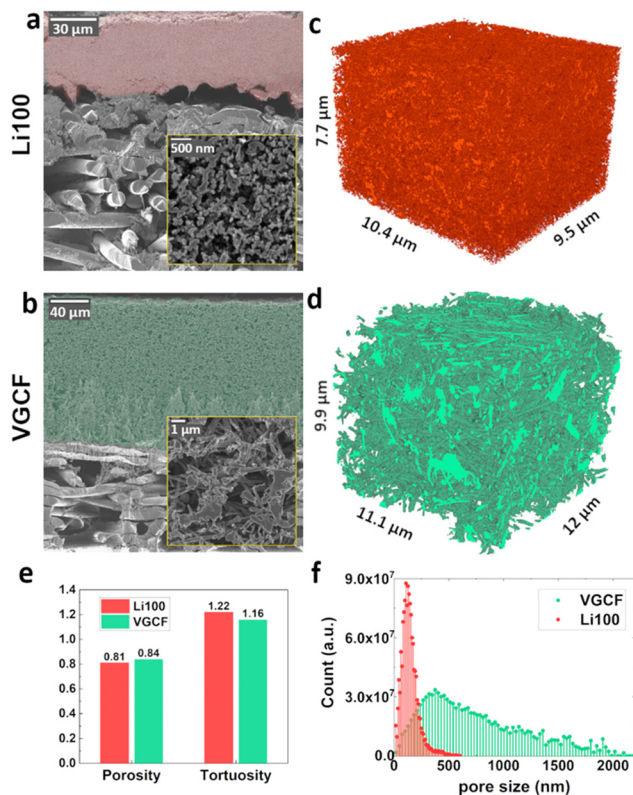 a
30 µm
Li100
500 nm
c
7.7 µm
10.4 µm
9.5 µm
b
40 µm
VGCF
1 µm
d
9.9 µm
11.1 µm
12 µm
e
1.4
1.2
1.0
0.8
0.6
0.4
0.2
0.0
Li100
VGCF
0.81
0.84
1.22
1.16
Porosity
Tortuosity
f
Count (a.u.)
9.0x10⁷
6.0x10⁷
3.0x10⁷
0.0
VGCF
Li100
0
500
1000
1500
2000
pore size (nm)